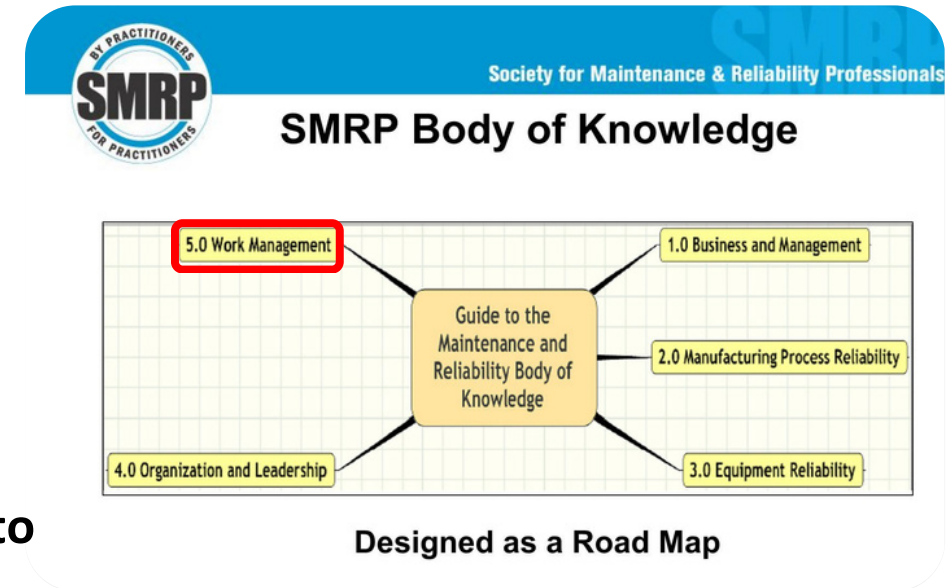 BY PRACTITIONERS
SMRP
FOR PRACTITIONERS
SMRP
Society for Maintenance & Reliability Professionals
SMRP Body of Knowledge
5.0 Work Management
1.0 Business and Management
Guide to the
Maintenance and
Reliability Body of
Knowledge
2.0 Manufacturing Process Reliability
4.0 Organization and Leadership
3.0 Equipment Reliability
to
Designed as a Road Map